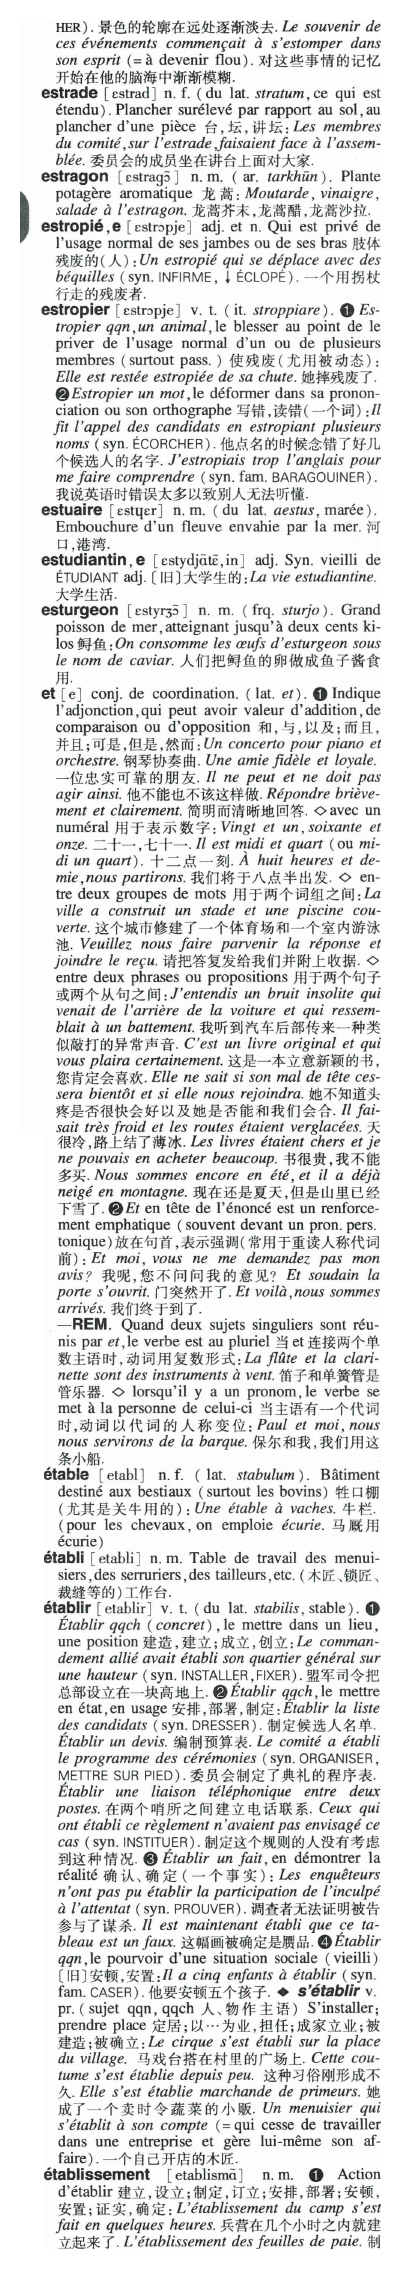 HER). 景色的轮廓在远处逐渐淡去. Le souvenir de
ces événements commençait à s'estomper dans
son esprit (= à devenir flou). 对这些事情的记忆
开始在他的脑海中渐渐模糊.
estrade [ɛstrad] n. f. (du lat. stratum, ce qui est
étendu). Plancher surélevé par rapport au sol, au
plancher d'une pièce 台,坛,讲坛: Les membres
du comité, sur l'estrade, faisaient face à l'assem-
blée. 委员会的成员坐在讲台上面对大家.
estragon [ɛstragɔ̃] n. m. (ar. tarkhūn). Plante
potagère aromatique 龙蒿: Moutarde, vinaigre,
salade à l'estragon. 龙蒿芥末,龙蒿醋,龙蒿沙拉.
estropié, e [ɛstrɔpje] adj. et n. Qui est privé de
l'usage normal de ses jambes ou de ses bras 肢体
残废的(人): Un estropié qui se déplace avec des
béquilles (syn. INFIRME, ↓ ÉCLOPÉ). 一个用拐杖
行走的残废者.
estropier [ɛstrɔpje] v. t. (it. stroppiare). ❶ Es-
tropier qqn, un animal, le blesser au point de le
priver de l'usage normal d'un ou de plusieurs
membres (surtout pass.) 使残废(尤用被动态):
Elle est restée estropiée de sa chute. 她摔残废了.
❷ Estropier un mot, le déformer dans sa pronon-
ciation ou son orthographe 写错,读错(一个词): Il
fit l'appel des candidats en estropiant plusieurs
noms (syn. ÉCORCHER). 他点名的时候念错了好几
个候选人的名字. J'estropiais trop l'anglais pour
me faire comprendre (syn. fam. BARAGOUINER).
我说英语时错误太多以致别人无法听懂.
estuaire [ɛstɥɛr] n. m. (du lat. aestus, marée).
Embouchure d'un fleuve envahie par la mer. 河
口,港湾.
estudiantin, e [ɛstydjɑ̃tɛ̃, in] adj. Syn. vieilli de
ÉTUDIANT adj. 〔旧〕大学生的: La vie estudiantine.
大学生活.
esturgeon [ɛstyrʒɔ̃] n. m. (frq. sturjo). Grand
poisson de mer, atteignant jusqu'à deux cents ki-
los 鲟鱼: On consomme les œufs d'esturgeon sous
le nom de caviar. 人们把鲟鱼的卵做成鱼子酱食
用.
et [e] conj. de coordination. (lat. et). ❶ Indique
l'adjonction, qui peut avoir valeur d'addition, de
comparaison ou d'opposition 和,与,以及;而且,
并且;可是,但是,然而: Un concerto pour piano et
orchestre. 钢琴协奏曲. Une amie fidèle et loyale.
一位忠实可靠的朋友. Il ne peut et ne doit pas
agir ainsi. 他不能也不该这样做. Répondre briève-
ment et clairement. 简明而清晰地回答. ◇ avec un
numéral 用于表示数字: Vingt et un, soixante et
onze. 二十一,七十一. Il est midi et quart (ou mi-
di un quart). 十二点一刻. À huit heures et de-
mie, nous partirons. 我们将于八点半出发. ◇ en-
tre deux groupes de mots 用于两个词组之间: La
ville a construit un stade et une piscine cou-
verte. 这个城市修建了一个体育场和一个室内游泳
池. Veuillez nous faire parvenir la réponse et
joindre le reçu. 请把答复发给我们并附上收据. ◇
entre deux phrases ou propositions 用于两个句子
或两个从句之间: J'entendis un bruit insolite qui
venait de l'arrière de la voiture et qui ressem-
blait à un battement. 我听到汽车后部传来一种类
似敲打的异常声音. C'est un livre original et qui
vous plaira certainement. 这是一本立意新颖的书,
您肯定会喜欢. Elle ne sait si son mal de tête ces-
sera bientôt et si elle nous rejoindra. 她不知道头
疼是否很快会好以及她是否能和我们会合. Il fai-
sait très froid et les routes étaient verglacées. 天
很冷,路上结了薄冰. Les livres étaient chers et je
ne pouvais en acheter beaucoup. 书很贵,我不能
多买. Nous sommes encore en été, et il a déjà
neigé en montagne. 现在还是夏天,但是山里已经
下雪了. ❷ Et en tête de l'énoncé est un renforce-
ment emphatique (souvent devant un pron. pers.
tonique) 放在句首,表示强调(常用于重读人称代词
前): Et moi, vous ne me demandez pas mon
avis? 我呢,您不问问我的意见? Et soudain la
porte s'ouvrit. 门突然开了. Et voilà, nous sommes
arrivés. 我们终于到了.
—REM. Quand deux sujets singuliers sont réu-
nis par et, le verbe est au pluriel 当 et 连接两个单
数主语时,动词用复数形式: La flûte et la clari-
nette sont des instruments à vent. 笛子和单簧管是
管乐器. ◇ lorsqu'il y a un pronom, le verbe se
met à la personne de celui-ci 当主语有一个代词
时,动词以代词的人称变位: Paul et moi, nous
nous servirons de la barque. 保尔和我,我们用这
条小船.
étable [etabl] n. f. (lat. stabulum). Bâtiment
destiné aux bestiaux (surtout les bovins) 牲口棚
(尤其是关牛用的): Une étable à vaches. 牛栏.
(pour les chevaux, on emploie écurie. 马厩用
écurie)
établi [etabli] n. m. Table de travail des menui-
siers, des serruriers, des tailleurs, etc. (木匠、锁匠、
裁缝等的)工作台.
établir [etablir] v. t. (du lat. stabilis, stable). ❶
Établir qqch (concret), le mettre dans un lieu,
une position 建造,建立;成立,创立: Le comman-
dement allié avait établi son quartier général sur
une hauteur (syn. INSTALLER, FIXER). 盟军司令把
总部设立在一块高地上. ❷ Établir qqch, le mettre
en état, en usage 安排,部署,制定: Établir la liste
des candidats (syn. DRESSER). 制定候选人名单.
Établir un devis. 编制预算表. Le comité a établi
le programme des cérémonies (syn. ORGANISER,
METTRE SUR PIED). 委员会制定了典礼的程序表.
Établir une liaison téléphonique entre deux
postes. 在两个哨所之间建立电话联系. Ceux qui
ont établi ce règlement n'avaient pas envisagé ce
cas (syn. INSTITUER). 制定这个规则的人没有考虑
到这种情况. ❸ Établir un fait, en démontrer la
réalité 确认、确定(一个事实): Les enquêteurs
n'ont pas pu établir la participation de l'inculpé
à l'attentat (syn. PROUVER). 调查者无法证明被告
参与了谋杀. Il est maintenant établi que ce ta-
bleau est un faux. 这幅画被确定是赝品. ❹ Établir
qqn, le pourvoir d'une situation sociale (vieilli)
〔旧〕安顿,安置: Il a cinq enfants à établir (syn.
fam. CASER). 他要安顿五个孩子. ◆ s'établir v.
pr. (sujet qqn, qqch 人、物作主语) S'installer;
prendre place 定居;以…为业,担任;成家立业;被
建造;被确立: Le cirque s'est établi sur la place
du village. 马戏台搭在村里的广场上. Cette cou-
tume s'est établie depuis peu. 这种习俗刚形成不
久. Elle s'est établie marchande de primeurs. 她
成了一个卖时令蔬菜的小贩. Un menuisier qui
s'établit à son compte (= qui cesse de travailler
dans une entreprise et gère lui-même son af-
faire). 一个自己开店的木匠.
établissement [etablismɑ̃] n. m. ❶ Action
d'établir 建立,设立;制定,订立;安排,部署;安顿,
安置;证实,确定: L'établissement du camp s'est
fait en quelques heures. 兵营在几个小时之内就建
立起来了. L'établissement des feuilles de paie. 制